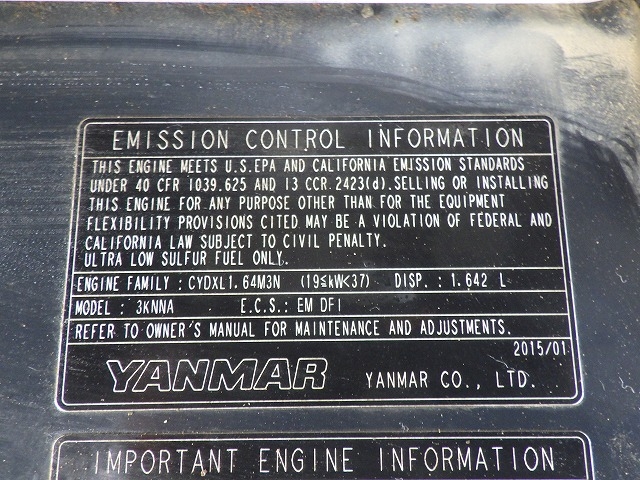 EMISSION CONTROL INFORMATION
THIS ENGINE MEETS U.S.EPA AND CALIFORNIA EMISSION STANDARDS
UNDER 40 CFR 1039.625 AND 13 CCR 2423(d). SELLING OR INSTALLING
THIS ENGINE FOR ANY PURPOSE OTHER THAN FOR THE EQUIPMENT
FLEXIBILITY PROVISIONS CITED MAY BE A VIOLATION OF FEDERAL AND
CALIFORNIA LAW SUBJECT TO CIVIL PENALTY.
ULTRA LOW SULFUR FUEL ONLY.
ENGINE FAMILY : CYDXL1.64M3N (19≦kW<37) DISP. : 1.642 L
MODEL : 3KNNA E.C.S.: EM DFI
REFER TO OWNER'S MANUAL FOR MAINTENANCE AND ADJUSTMENTS.
2015/01
YANMAR YANMAR CO., LTD.
IMPORTANT ENGINE INFORMATION